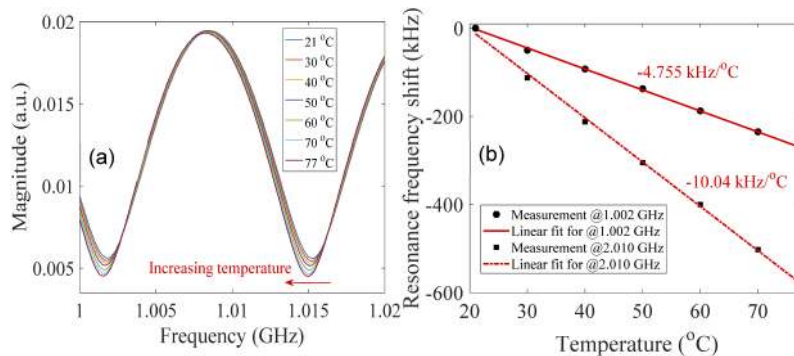 0.02
0.015
0.01
0.005
Magnitude (a.u.)
(a)
21 °C
30 °C
40 °C
50 °C
60 °C
70 °C
77 °C
Increasing temperature
1
1.005
1.01
1.015
1.02
Frequency (GHz)
0
-200
-400
-600
Resonance frequency shift (kHz)
(b)
-4.755 kHz/°C
-10.04 kHz/°C
Measurement @1.002 GHz
Linear fit for @1.002 GHz
Measurement @2.010 GHz
Linear fit for @2.010 GHz
20
30
40
50
60
70
Temperature (°C)